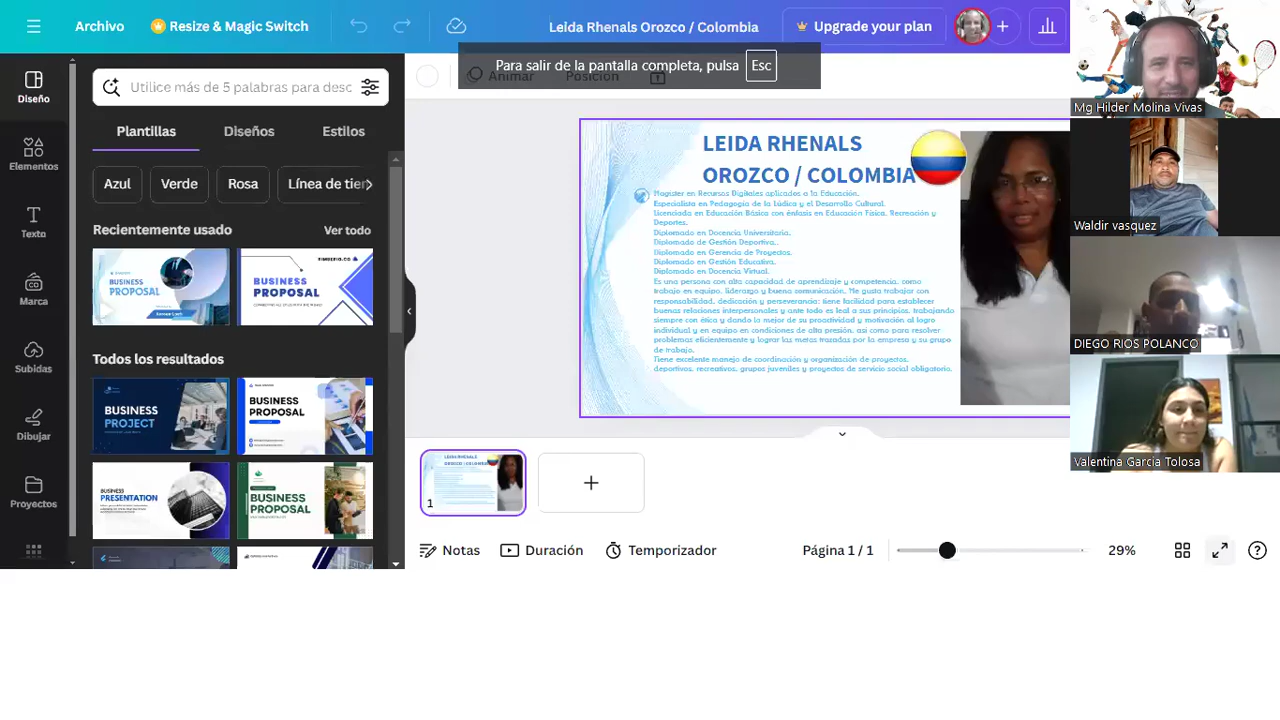 Archivo
Resize & Magic Switch
Leida Rhenals Orozco / Colombia
Upgrade your plan
Para salir de la pantalla completa, pulsa Esc
Animar
Posición
Diseño
Elementos
Texto
Marca
Subidas
Dibujar
Proyectos
Utilice más de 5 palabras para desc
Plantillas
Diseños
Estilos
Azul
Verde
Rosa
Línea de tier
Recientemente usado
Ver todo
BUSINESS
PROPOSAL
BUSINESS
PROPOSAL
Todos los resultados
BUSINESS
PROJECT
BUSINESS
PROPOSAL
BUSINESS
PRESENTATION
BUSINESS
PROPOSAL
LEIDA RHENALS
OROZCO / COLOMBIA
Magister en Recursos Digitales aplicados a la Educación.
Especialista en Pedagogía de la Lúdica y el Desarrollo Cultural.
Licenciada en Educación Básica con énfasis en Educación Física, Recreación y
Deportes.
Diplomado en Docencia Universitaria.
Diplomado de Gestión Deportiva.
Diplomado en Gerencia de Proyectos.
Diplomado en Gestión Educativa.
Diplomado en Docencia Virtual.
Es una persona con alta capacidad de aprendizaje y competencia, como
trabajo en equipo, liderazgo y buena comunicación. Me gusta trabajar con
responsabilidad, dedicación y perseverancia; tiene facilidad para establecer
buenas relaciones interpersonales y ante todo es leal a sus principios, trabajando
siempre con ética y dando lo mejor de su proactividad y motivación al logro
individual y en equipo en condiciones de alta presión, así como para resolver
problemas eficientemente y lograr las metas trazadas por la empresa y su grupo
de trabajo.
Tiene excelente manejo de coordinación y organización de proyectos,
deportivos, recreativos, grupos juveniles y proyectos de servicio social obligatorio.
LEIDA RHENALS
OROZCO / COLOMBIA
1
Notas
Duración
Temporizador
Página 1 / 1
29%
Mg Hilder Molina Vivas
Waldir vasquez
DIEGO RIOS POLANCO
Valentina Garcia Tolosa